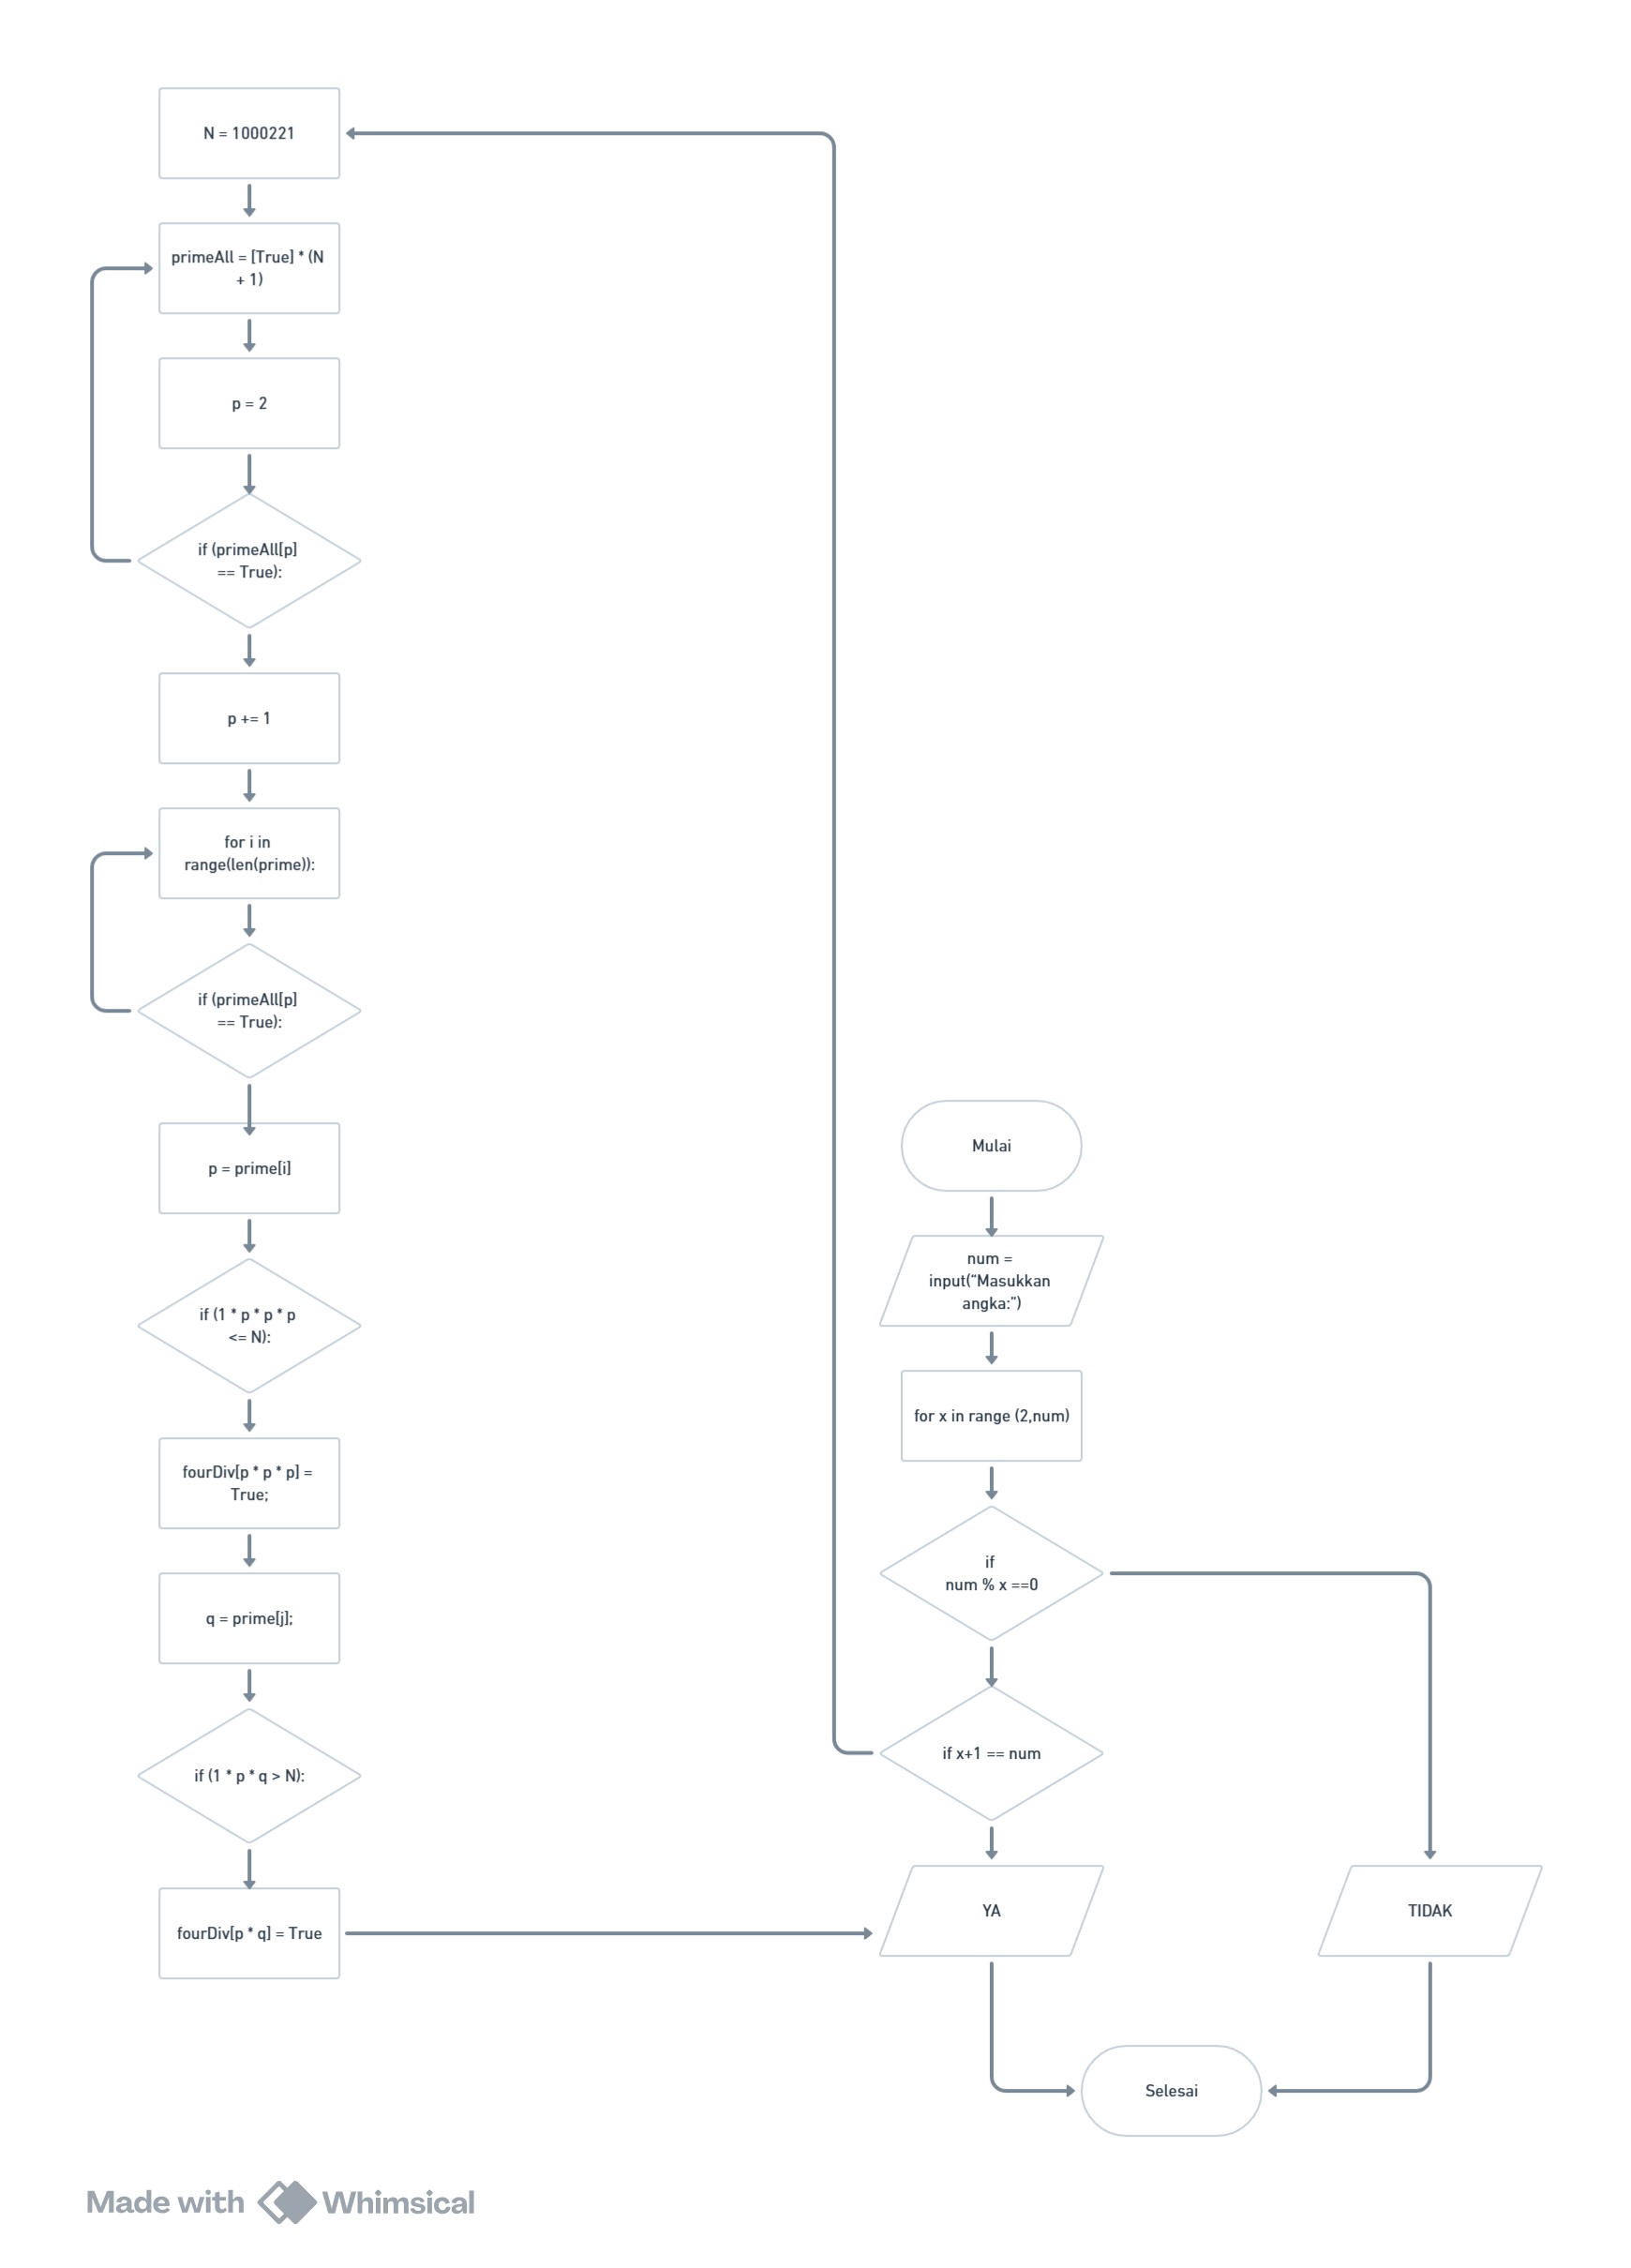 N = 1000221
primeAll = [True] * (N
+ 1)
p = 2
if (primeAll[p]
== True):
p += 1
for i in
range(len(prime)):
if (primeAll[p]
== True):
p = prime[i]
if (1 * p * p * p
<= N):
fourDiv[p * p * p] =
True;
q = prime[j];
if (1 * p * q > N):
fourDiv[p * q] = True
Mulai
num =
input(“Masukkan
angka:”)
for x in range (2,num)
if
num % x ==0
if x+1 == num
YA
TIDAK
Selesai
Made with Whimsical